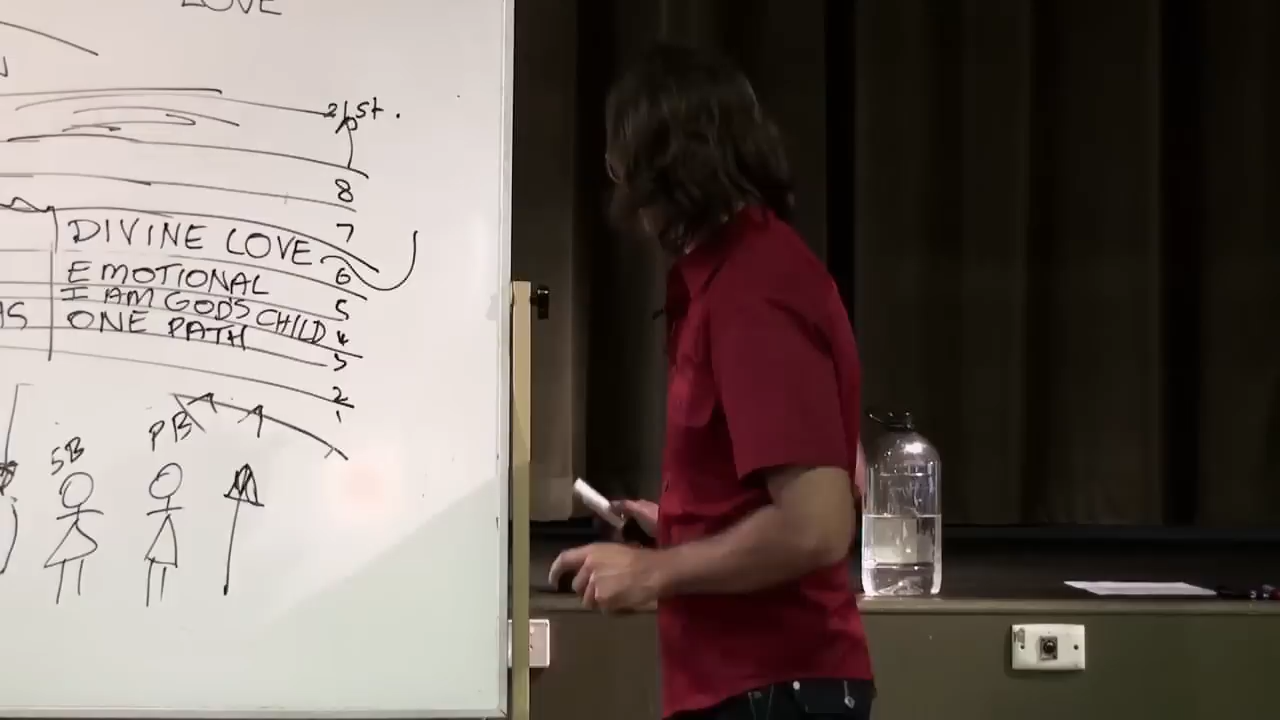 LOVE
21st.
8
7
DIVINE LOVE 6
EMOTIONAL 5
I AM GOD'S CHILD 4
ONE PATH 3
2
1
SB PB